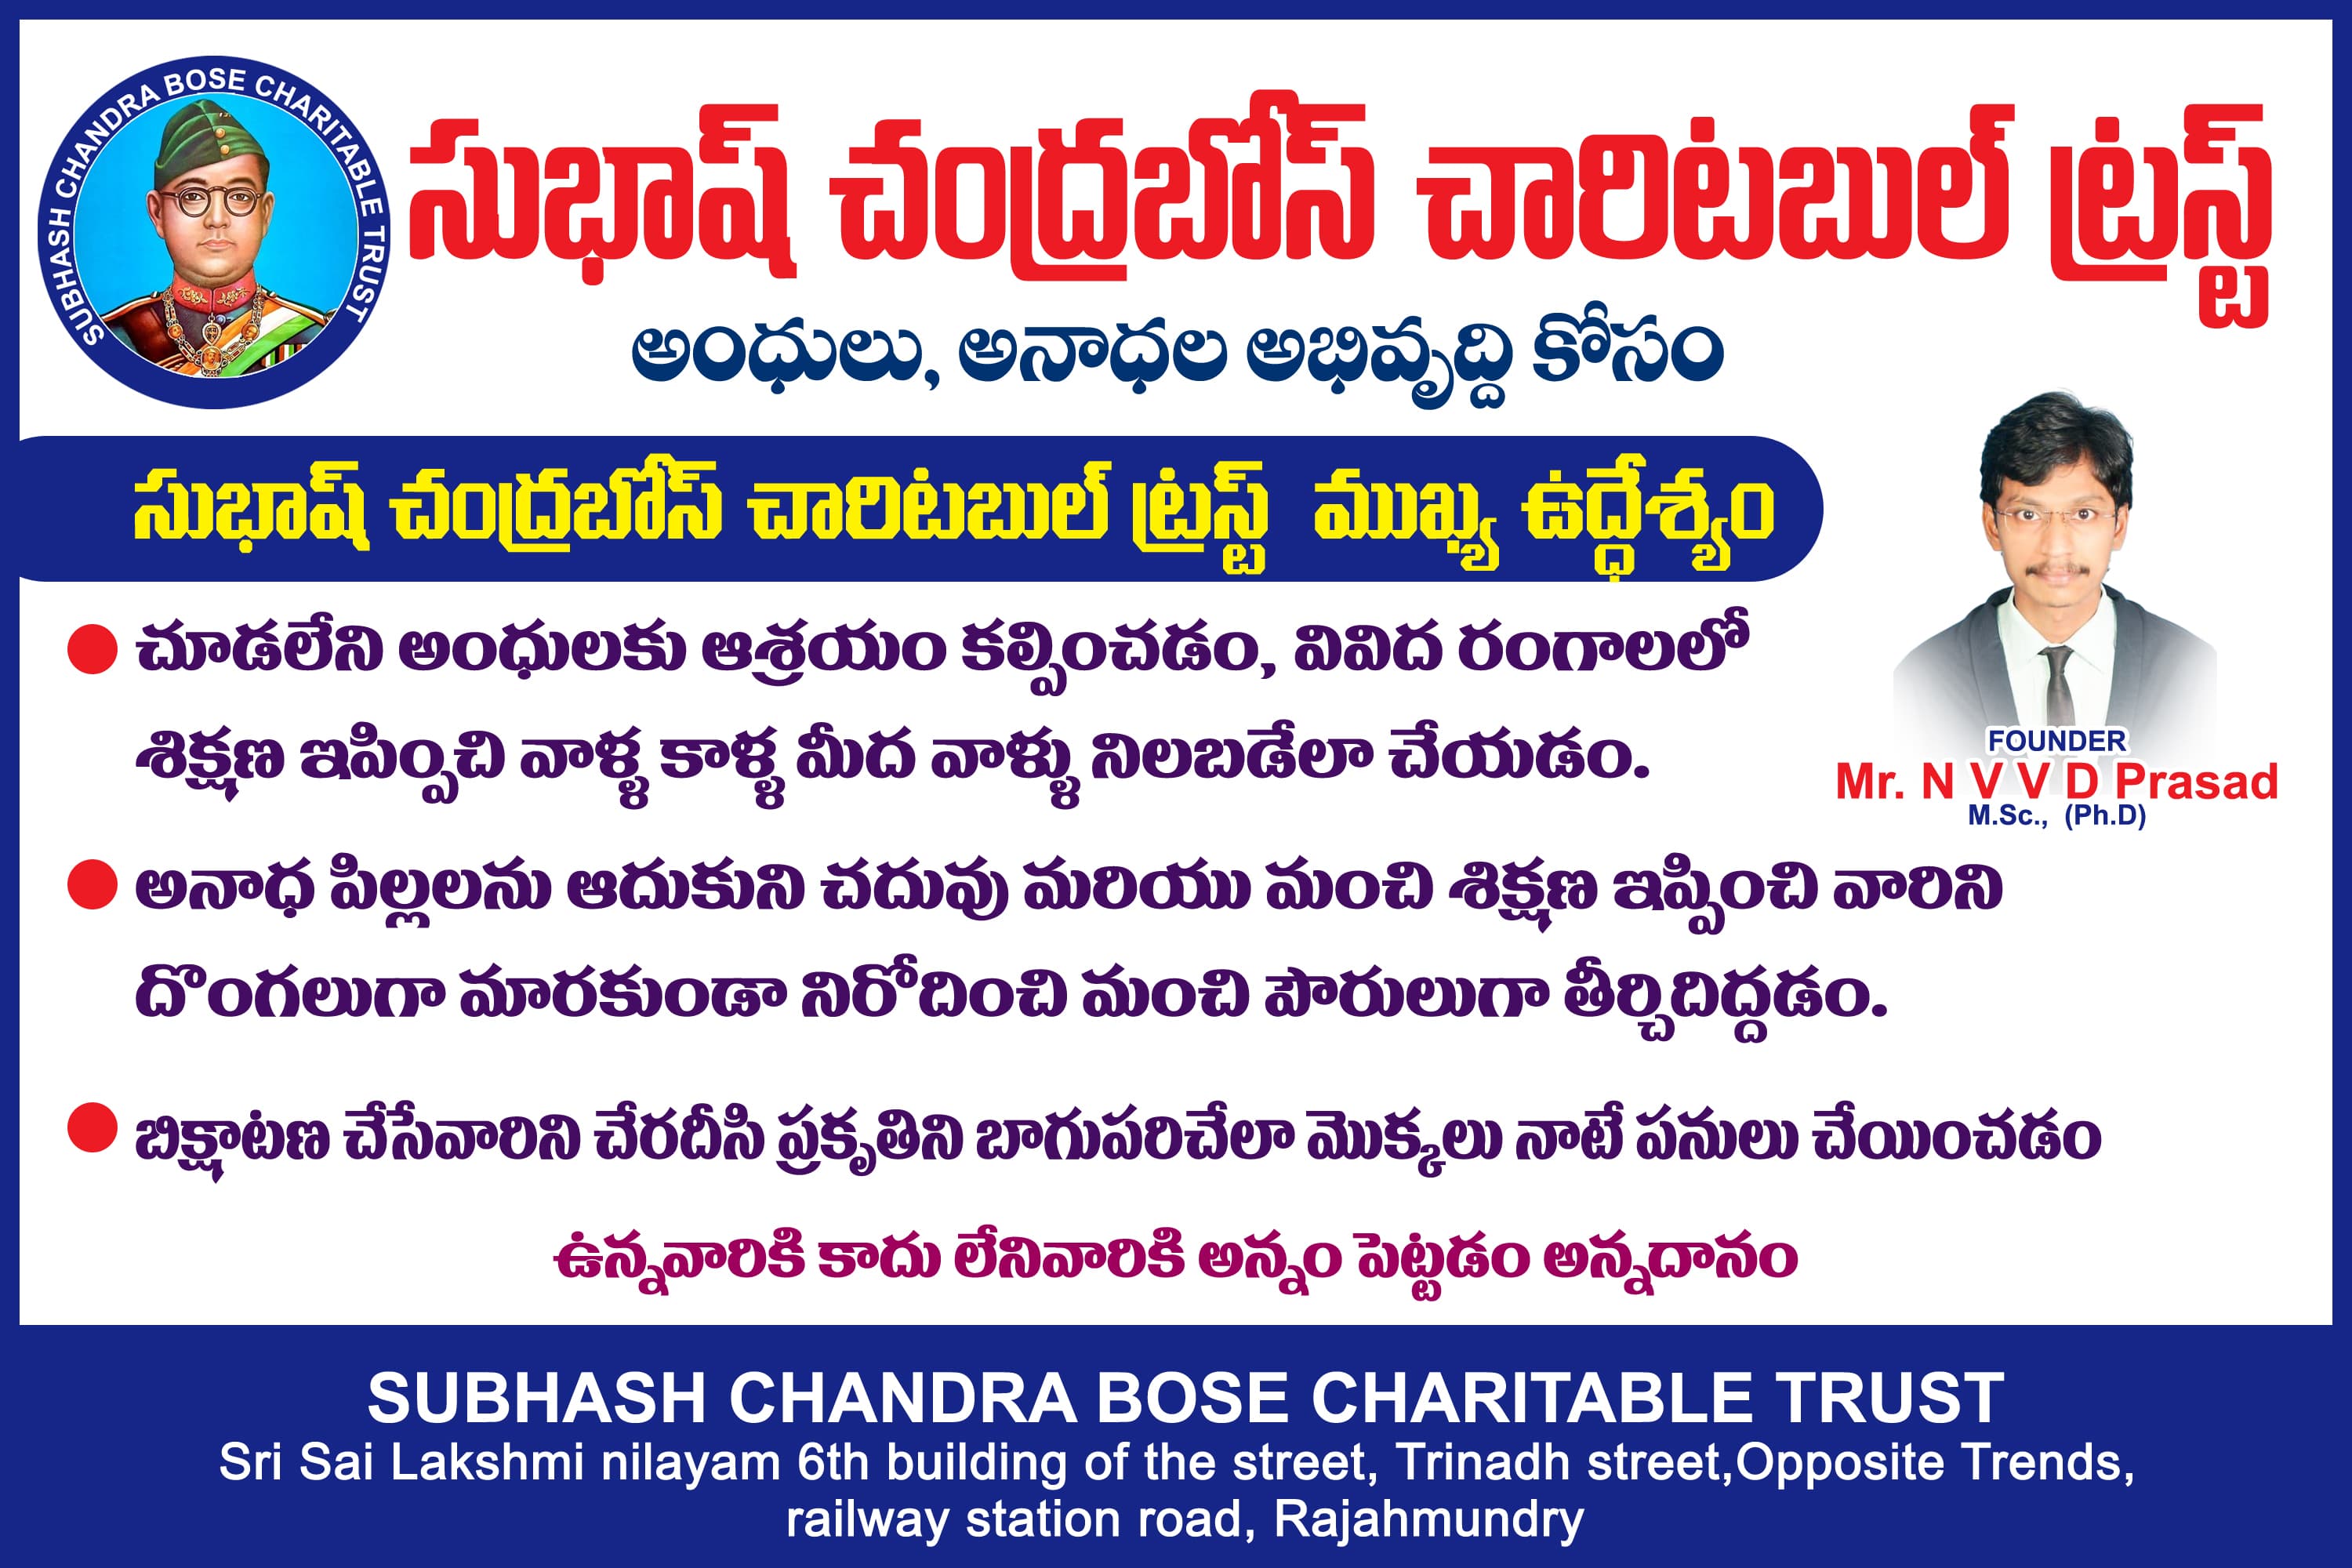 SUBHASH CHANDRA BOSE CHARITABLE TRUST
సుభాష్ చంద్రబోస్ చారిటబుల్ ట్రస్ట్
అంధులు, అనాధల అభివృద్ది కోసం
సుభాష్ చంద్రబోస్ చారిటబుల్ ట్రస్ట్ ముఖ్య ఉద్ధేశ్యం
చూడలేని అంధులకు ఆశ్రయం కల్పించడం, వివిద రంగాలలో
శిక్షణ ఇపిర్పిచి వాళ్ళ కాళ్ళ మీద వాళ్ళు నిలబడేలా చేయడం.
FOUNDER
Mr. N V V D Prasad
M.Sc., (Ph.D)
అనాధ పిల్లలను ఆదుకుని చదువు మరియు మంచి శిక్షణ ఇప్పించి వారిని
దొంగలుగా మారకుండా నిరోదించి మంచి పౌరులుగా తీర్చిదిద్దడం.
బిక్షాటణ చేసేవారిని చేరదీసి ప్రకృతిని బాగుపరిచేలా మొక్కలు నాటే పనులు చేయించడం
ఉన్నవారికి కాదు లేనివారికి అన్నం పెట్టడం అన్నదానం
SUBHASH CHANDRA BOSE CHARITABLE TRUST
Sri Sai Lakshmi nilayam 6th building of the street, Trinadh street,Opposite Trends,
railway station road, Rajahmundry